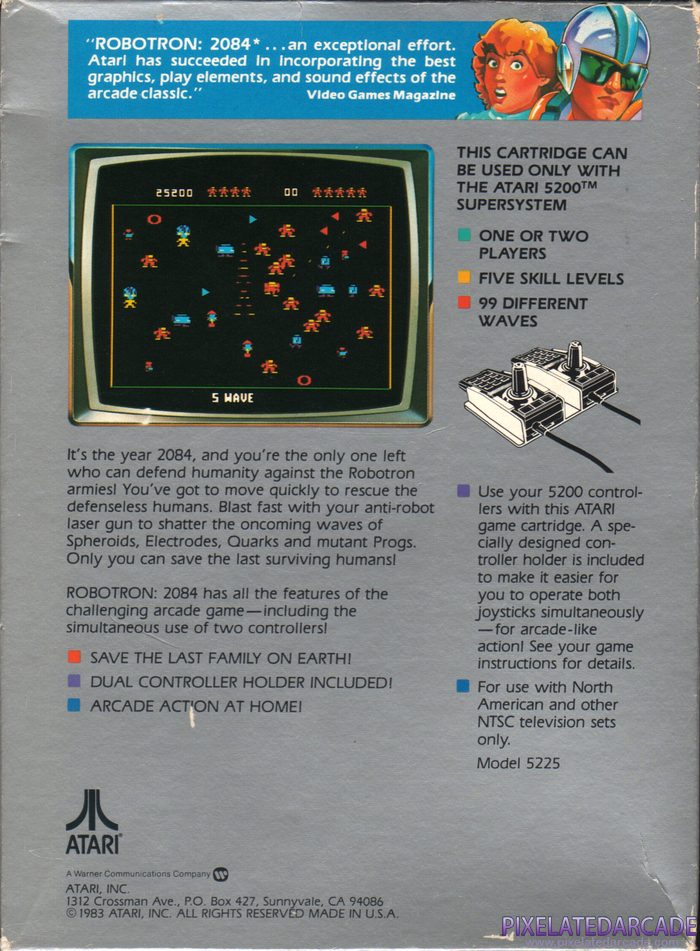 "ROBOTRON: 2084* ...an exceptional effort.
Atari has succeeded in incorporating the best
graphics, play elements, and sound effects of the
arcade classic."
Video Games Magazine
THIS CARTRIDGE CAN
BE USED ONLY WITH
THE ATARI 5200™
SUPERSYSTEM
ONE OR TWO
PLAYERS
FIVE SKILL LEVELS
99 DIFFERENT
WAVES
25200
00
5 WAVE
It's the year 2084, and you're the only one left
who can defend humanity against the Robotron
armies! You've got to move quickly to rescue the
defenseless humans. Blast fast with your anti-robot
laser gun to shatter the oncoming waves of
Spheroids, Electrodes, Quarks and mutant Progs.
Only you can save the last surviving humans!
ROBOTRON: 2084 has all the features of the
challenging arcade game—including the
simultaneous use of two controllers!
SAVE THE LAST FAMILY ON EARTH!
DUAL CONTROLLER HOLDER INCLUDED!
ARCADE ACTION AT HOME!
Use your 5200 control-
lers with this ATARI
game cartridge. A spe-
cially designed con-
troller holder is included
to make it easier for
you to operate both
joysticks simultaneously
—for arcade-like
action! See your game
instructions for details.
For use with North
American and other
NTSC television sets
only.
Model 5225
ATARI®
A Warner Communications Company
ATARI, INC.
1312 Crossman Ave., P.O. Box 427, Sunnyvale, CA 94086
© 1983 ATARI, INC. ALL RIGHTS RESERVED MADE IN U.S.A.
PIXELATEDARCADE
www.pixelatedarcade.com